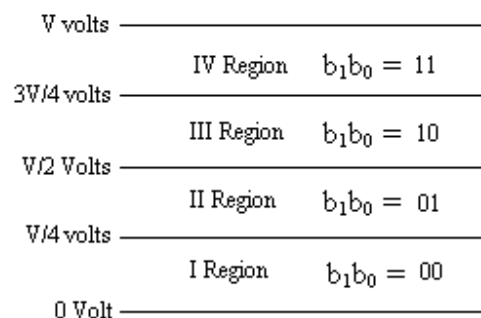 V volts
IV Region b₁b₀ = 11
3V/4 volts
III Region b₁b₀ = 10
V/2 Volts
II Region b₁b₀ = 01
V/4 volts
I Region b₁b₀ = 00
0 Volt